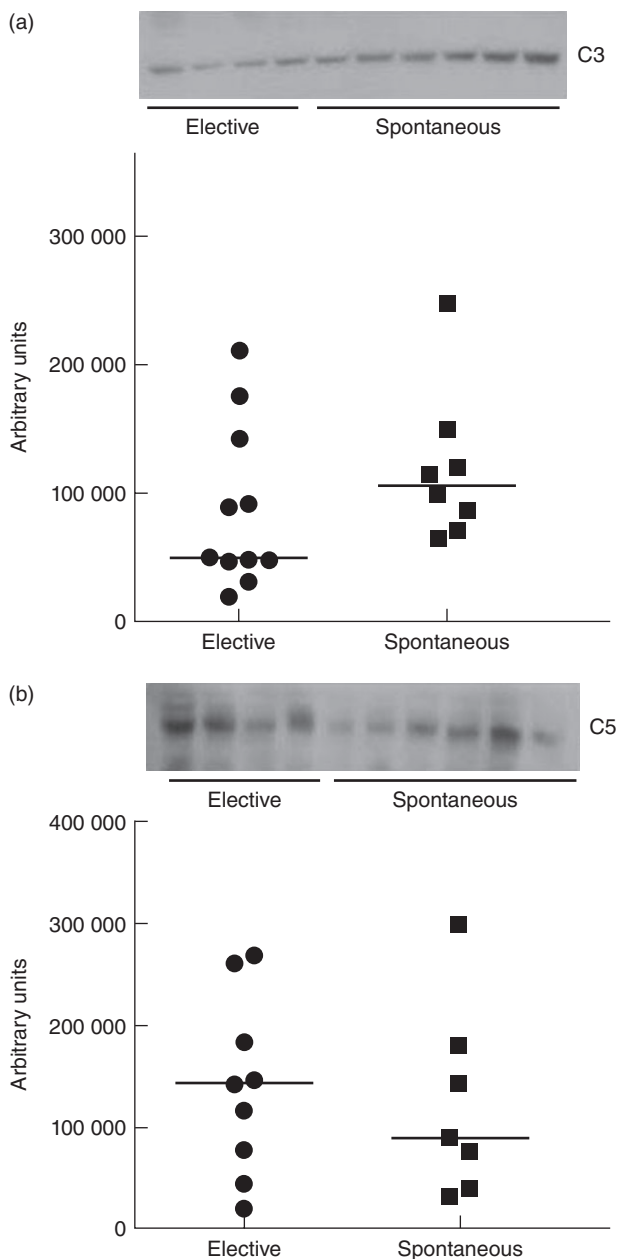 (a)
C3
Elective Spontaneous
300 000
200 000
100 000
0
Arbitrary units
Elective Spontaneous
(b)
C5
Elective Spontaneous
400 000
300 000
200 000
100 000
0
Arbitrary units
Elective Spontaneous